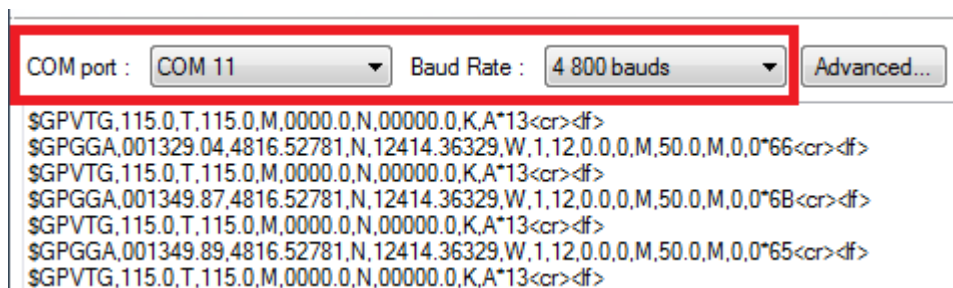 COM port : COM 11 Baud Rate : 4 800 bauds Advanced...
$GPVTG,115.0,T,115.0,M,0000.0,N,00000.0,K,A*13<cr><lf>
$GPGGA,001329.04,4816.52781,N,12414.36329,W,1,12,0.0,0,M,50.0,M,0,0*66<cr><lf>
$GPVTG,115.0,T,115.0,M,0000.0,N,00000.0,K,A*13<cr><lf>
$GPGGA,001349.87,4816.52781,N,12414.36329,W,1,12,0.0,0,M,50.0,M,0,0*6B<cr><lf>
$GPVTG,115.0,T,115.0,M,0000.0,N,00000.0,K,A*13<cr><lf>
$GPGGA,001349.89,4816.52781,N,12414.36329,W,1,12,0.0,0,M,50.0,M,0,0*65<cr><lf>
$GPVTG,115.0,T,115.0,M,0000.0,N,00000.0,K,A*13<cr><lf>